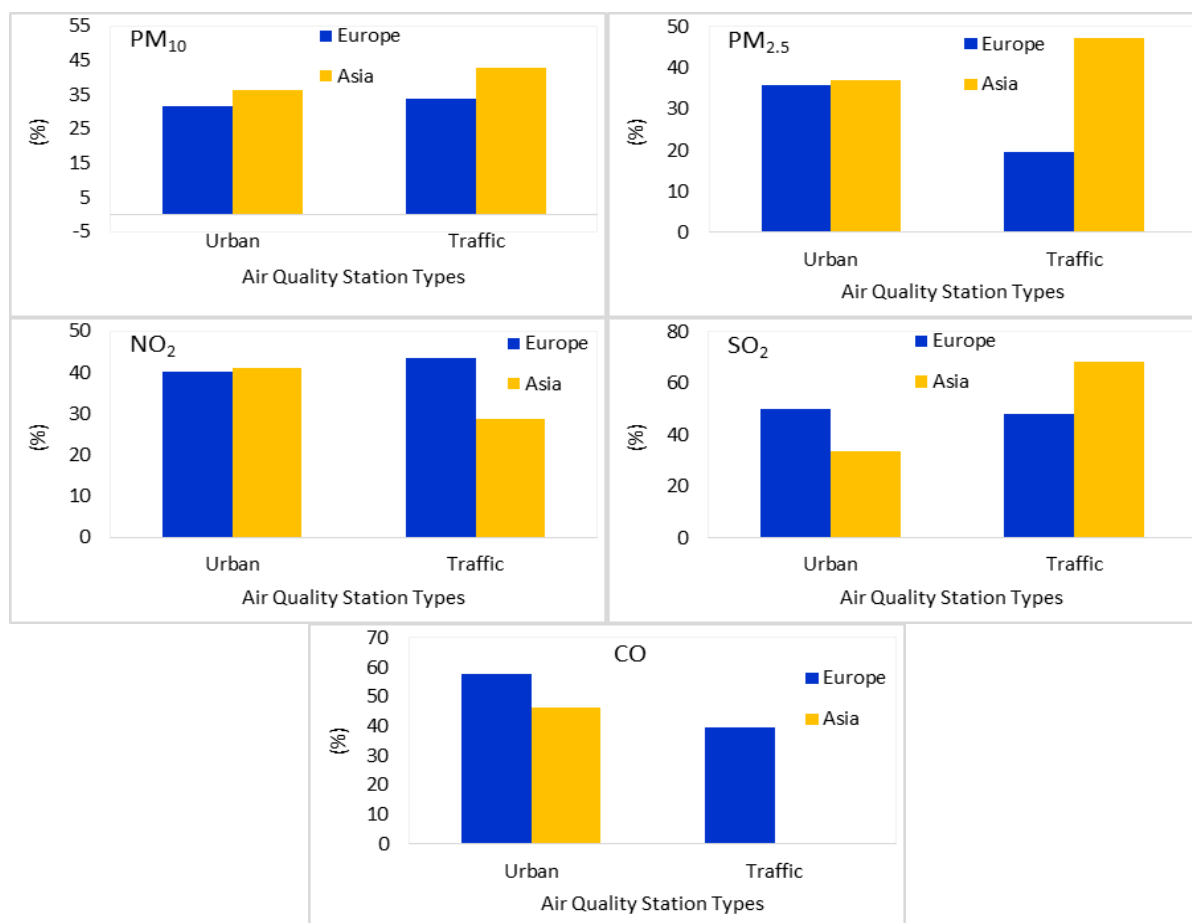 PM10
Europe
Asia
(%)
55
45
35
25
15
5
-5
Urban
Traffic
Air Quality Station Types
PM2.5
Europe
Asia
(%)
50
40
30
20
10
0
Urban
Traffic
Air Quality Station Types
NO2
Europe
Asia
(%)
50
40
30
20
10
0
Urban
Traffic
Air Quality Station Types
SO2
Europe
Asia
(%)
80
60
40
20
0
Urban
Traffic
Air Quality Station Types
CO
Europe
Asia
(%)
70
60
50
40
30
20
10
0
Urban
Traffic
Air Quality Station Types